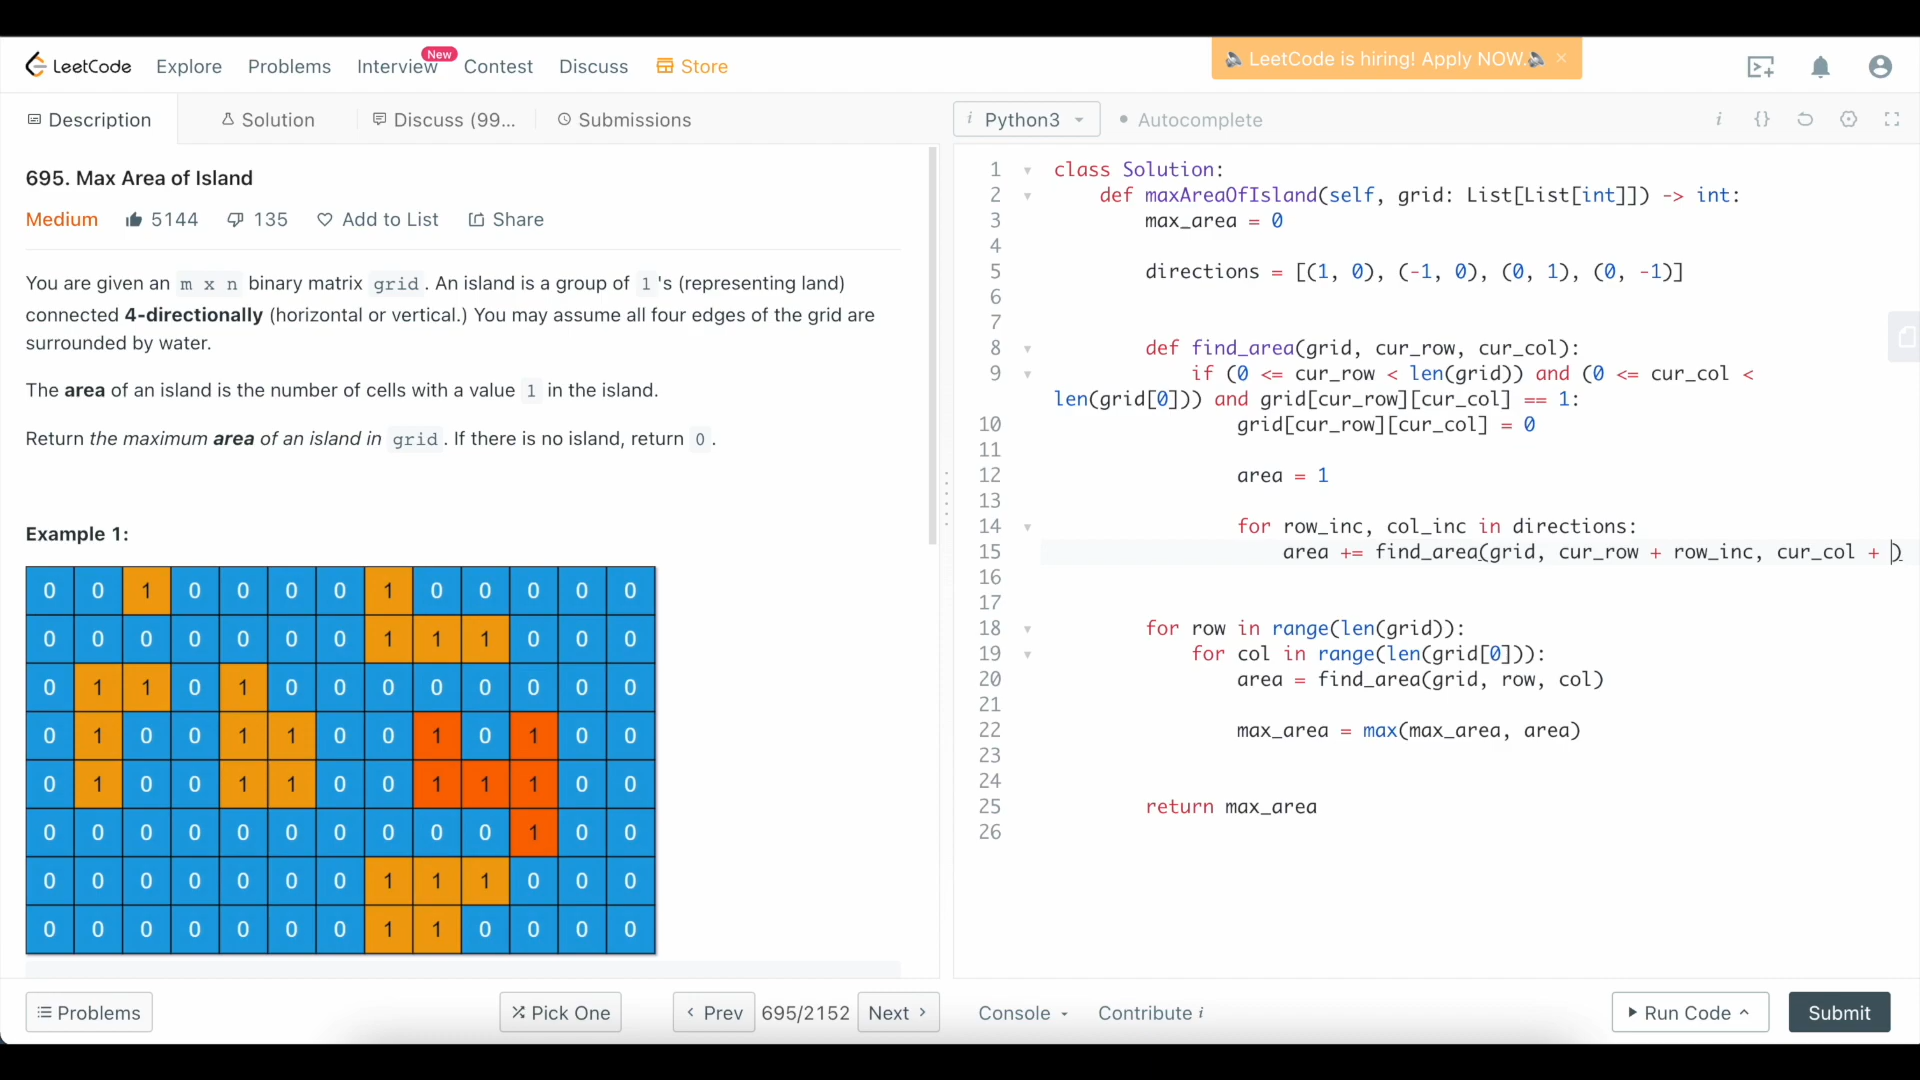 LeetCode Explore Problems Interview New Contest Discuss Store
LeetCode is hiring! Apply NOW. ×
Description Solution Discuss (99... Submissions
695. Max Area of Island
Medium 5144 135 Add to List Share
You are given an m x n binary matrix grid. An island is a group of 1's (representing land)
connected 4-directionally (horizontal or vertical.) You may assume all four edges of the grid are
surrounded by water.
The area of an island is the number of cells with a value 1 in the island.
Return the maximum area of an island in grid. If there is no island, return 0.
Example 1:
0 0 1 0 0 0 0 1 0 0 0 0 0
0 0 0 0 0 0 0 1 1 1 0 0 0
0 1 1 0 1 0 0 0 0 0 0 0 0
0 1 0 0 1 1 0 0 1 0 1 0 0
0 1 0 0 1 1 0 0 1 1 1 0 0
0 0 0 0 0 0 0 0 0 0 1 0 0
0 0 0 0 0 0 0 1 1 1 0 0 0
0 0 0 0 0 0 0 1 1 0 0 0 0
Problems Pick One Prev 695/2152 Next
i Python3 Autocomplete i {}
1 class Solution:
2 def maxAreaOfIsland(self, grid: List[List[int]]) -> int:
3 max_area = 0
4
5 directions = [(1, 0), (-1, 0), (0, 1), (0, -1)]
6
7
8 def find_area(grid, cur_row, cur_col):
9 if (0 <= cur_row < len(grid)) and (0 <= cur_col <
len(grid[0])) and grid[cur_row][cur_col] == 1:
10 grid[cur_row][cur_col] = 0
11
12 area = 1
13
14 for row_inc, col_inc in directions:
15 area += find_area(grid, cur_row + row_inc, cur_col + )
16
17
18 for row in range(len(grid)):
19 for col in range(len(grid[0])):
20 area = find_area(grid, row, col)
21
22 max_area = max(max_area, area)
23
24
25 return max_area
26
Console Contribute i Run Code Submit